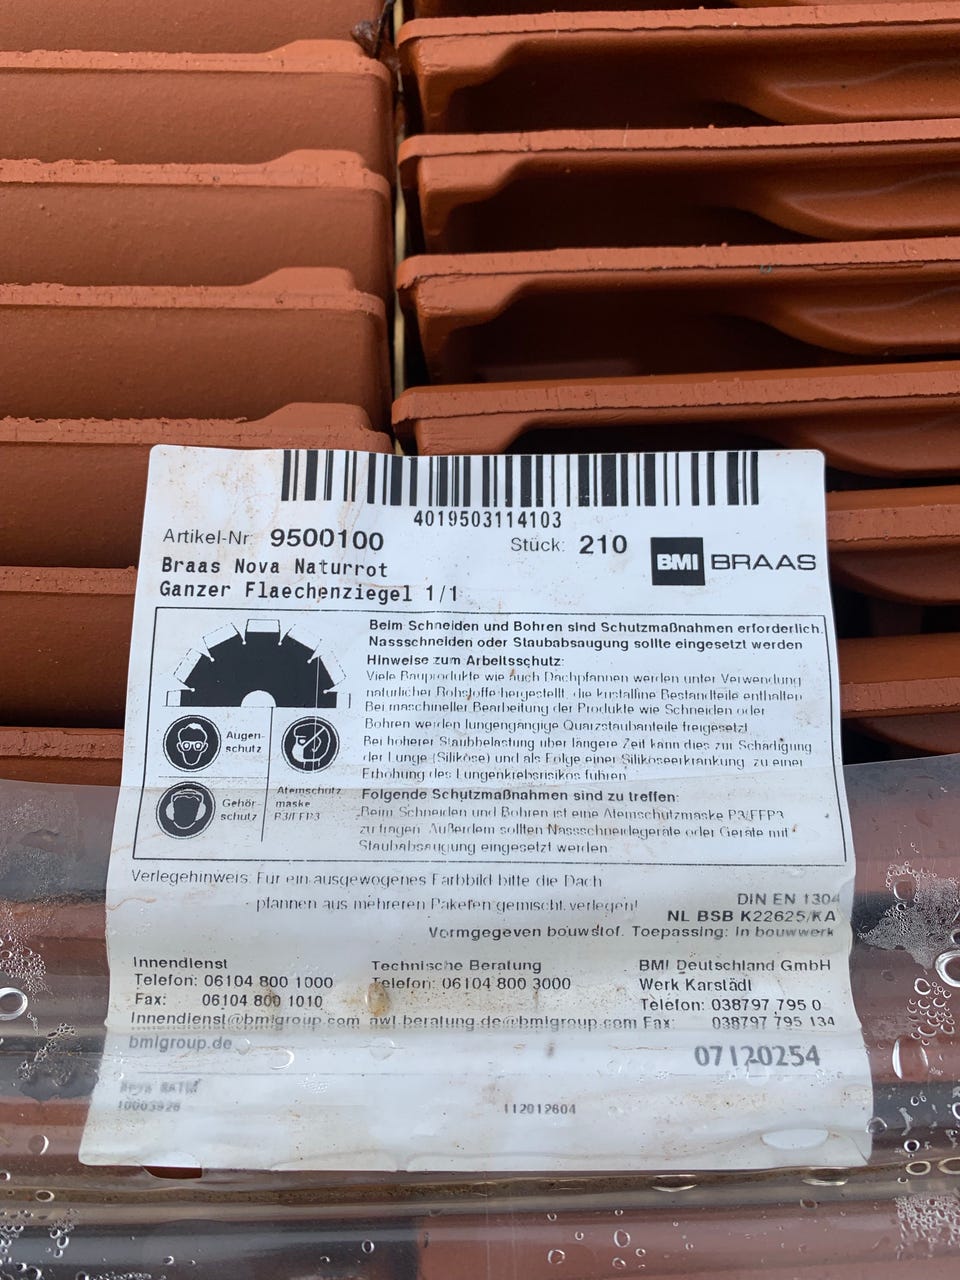 4019503114103
Artikel-Nr: 9500100
Stück: 210
BMI BRAAS
Braas Nova Naturrot
Ganzer Flaechenziegel 1/1
Beim Schneiden und Bohren sind Schutzmaßnahmen erforderlich.
Nassschneiden oder Staubabsaugung sollte eingesetzt werden
Hinweise zum Arbeitsschutz:
Viele Bauprodukte wie auch Dachpfannen werden unter Verwendung
natürlicher Rohstoffe hergestellt, die kristalline Bestandteile enthalten
Bei maschineller Bearbeitung der Produkte wie Schneiden oder
Bohren werden lungengängige Quarzstaubanteile freigesetzt
Bei höherer Staubbelastung über längere Zeit kann dies zur Schädigung
der Lunge (Silikose) und als Folge einer Silikoseerkrankung zu einer
Erhöhung des Lungenkrebsrisikos führen
Folgende Schutzmaßnahmen sind zu treffen:
Beim Schneiden und Bohren ist eine Atemschutzmaske P3/FFP3
zu tragen. Außerdem sollten Nassschneidegeräte oder Geräte mit
Staubabsaugung eingesetzt werden
Augen-
schutz
Atemschutz
maske
P3/FFP3
Gehör-
schutz
Verlegehinweis: Für ein ausgewogenes Farbbild bitte die Dach
- pfannen aus mehreren Paketen gemischt verlegen!
DIN EN 1304
NL BSB K22625/KA
Vormgegeven bouwstof. Toepassing: in bouwwerk
Innendienst
Telefon: 06104 800 1000
Fax: 06104 800 1010
Innendienst@bmigroup.com
bmigroup.de
Technische Beratung
Telefon: 06104 800 3000
awt.beratung.de@bmigroup.com
BMI Deutschland GmbH
Werk Karstädt
Telefon: 038797 795 0
Fax: 038797 795 134
07120254
112012604